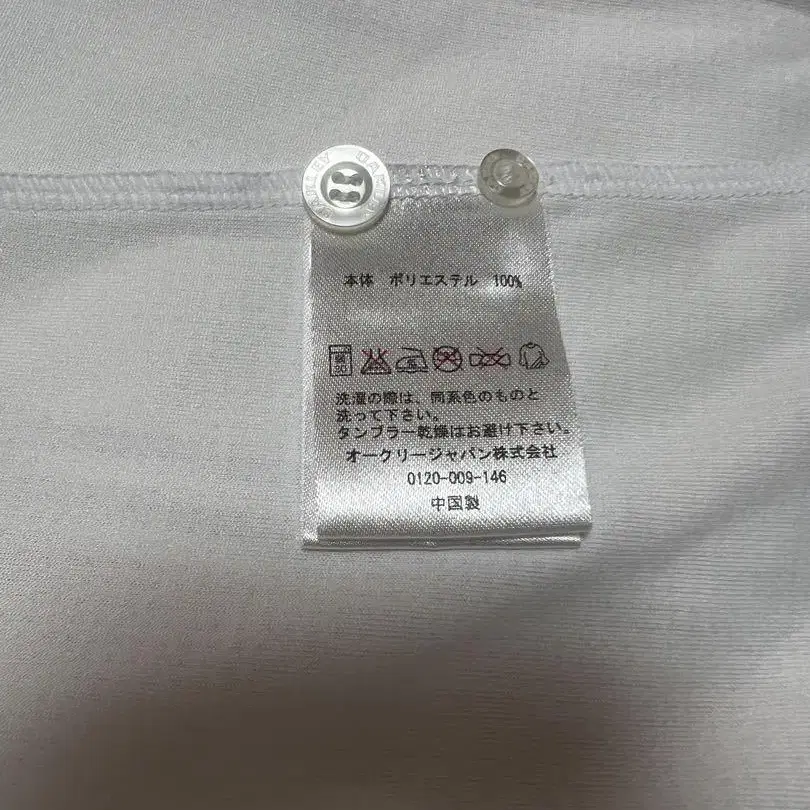 本体 ポリエステル 100%
洗濯の際は、同系色のものと
洗って下さい。
タンブラー乾燥はお避け下さい。
オークリージャパン株式会社
0120-009-146
中国製